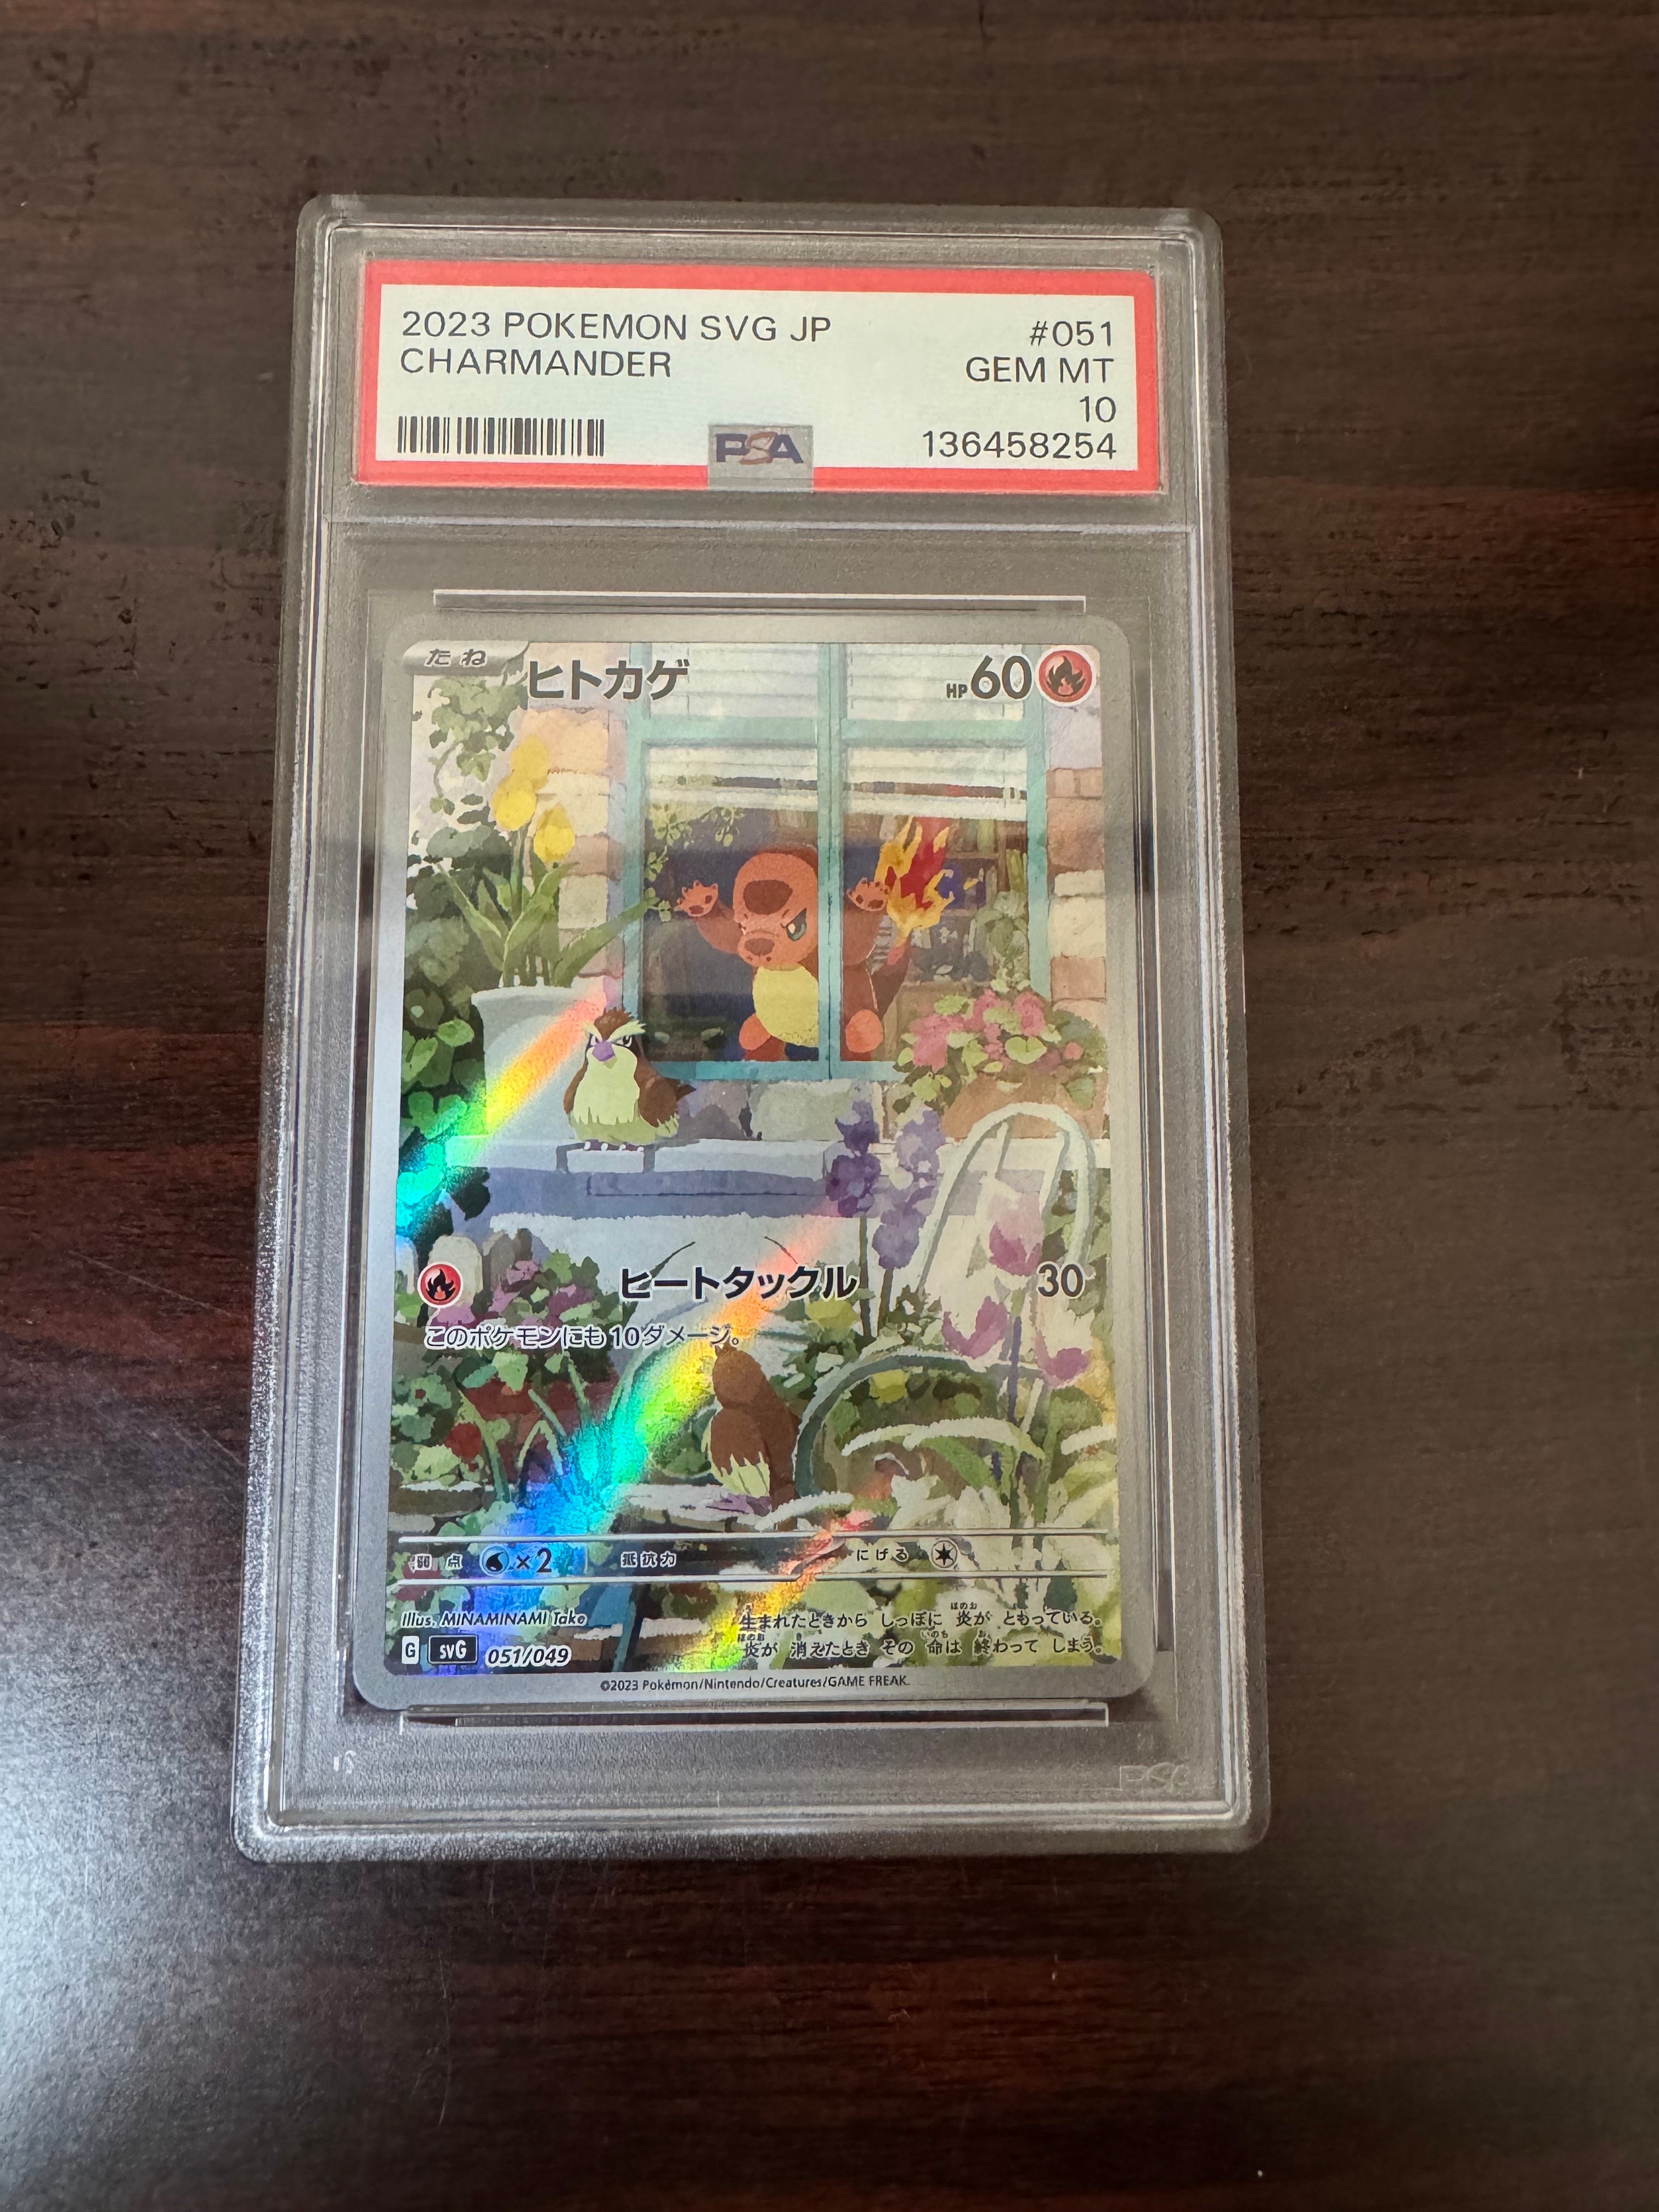 2023 POKEMON SVG JP #051
CHARMANDER GEM MT
10
PSA 136458254
たね ヒトカゲ HP 60
ヒートタックル 30
このポケモンにも10ダメージ。
弱点 ×2 抵抗力 にげる
Illus. MINAMINAMI Take
生まれたときから しっぽに 炎が ともっている。
炎が 消えたとき その 命は 終わって しまう。
G svG 051/049
©2023 Pokémon/Nintendo/Creatures/GAME FREAK.
PSA